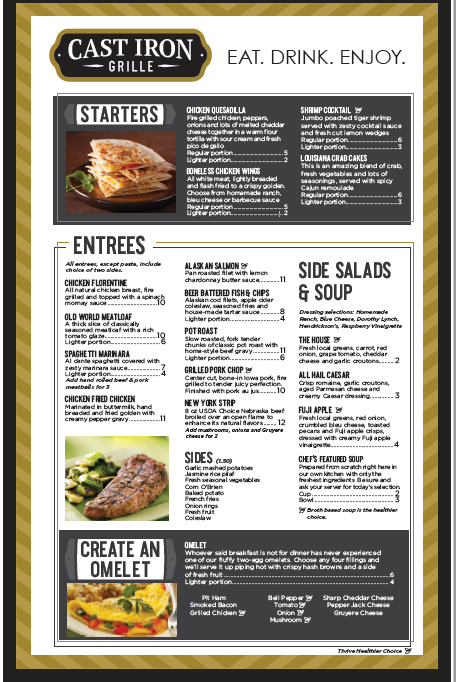 CAST IRON
GRILLE
EAT. DRINK. ENJOY.
STARTERS
CHICKEN QUESADILLA
Fire grilled chicken, peppers,
onions and lots of melted cheddar
cheese together in a warm flour
tortilla with sour cream and fresh
pico de gallo
Regular portion 5
Lighter portion 2
BONELESS CHICKEN WINGS
All white meat, lightly breaded
and flash fried to a crispy golden.
Choose from homemade ranch,
bleu cheese or barbecue sauce
Regular portion 5
Lighter portion 2
SHRIMP COCKTAIL
Jumbo poached tiger shrimp
served with zesty cocktail sauce
and fresh cut lemon wedges
Regular portion 6
Lighter portion 3
LOUISIANA CRAB CAKES
This is an amazing blend of crab,
fresh vegetables and lots of
seasonings, served with spicy
Cajun remoulade
Regular portion 6
Lighter portion 3
ENTREES
All entrees, except pasta, include
choice of two sides.
CHICKEN FLORENTINE
All natural chicken breast, fire
grilled and topped with a spinach
mornay sauce 10
OLD WORLD MEATLOAF
A thick slice of classically
seasoned meatloaf with a rich
tomato glaze 10
Lighter portion 6
SPAGHETTI MARINARA
Al dante spaghetti covered with
zesty marinara sauce 7
Lighter portion 4
Add hand rolled beef & pork
meatballs for 3
CHICKEN FRIED CHICKEN
Marinated in buttermilk, hand
breaded and fried golden with
creamy pepper gravy 11
ALASKAN SALMON
Pan roasted filet with lemon
chardonnay butter sauce 11
BEER BATTERED FISH & CHIPS
Alaskan cod filets, apple cider
coleslaw, seasoned fries and
house-made tartar sauce 8
Lighter portion 4
POT ROAST
Slow roasted, fork tender
chunks of classic pot roast with
home-style beef gravy 11
Lighter portion 6
GRILLED PORK CHOP
Center cut, bone-in Iowa pork, fire
grilled to tender juicy perfection.
Finished with pork au jus 10
NEW YORK STRIP
8 oz USDA Choice Nebraska beef
broiled over an open flame to
enhance its natural flavors 12
Add mushrooms, onions and Gruyere
cheese for 2
SIDES (1.50)
Garlic mashed potatoes
Jasmine rice pilaf
Fresh seasonal vegetables
Corn O'Brien
Baked potato
French fries
Onion rings
Fresh fruit
Coleslaw
SIDE SALADS
& SOUP
Dressing selections: Homemade
Ranch, Blue Cheese, Dorothy Lynch,
Hendrickson's, Raspberry Vinaigrette
THE HOUSE
Fresh local greens, carrot, red
onion, grape tomato, cheddar
cheese and garlic croutons 2
ALL HAIL CAESAR
Crisp romaine, garlic croutons,
aged Parmesan cheese and
creamy Caesar dressing 3
FUJI APPLE
Fresh local greens, red onion,
crumbled bleu cheese, toasted
pecans and Fuji apple crisps,
dressed with creamy Fuji apple
vinaigrette 4
CHEF'S FEATURED SOUP
Prepared from scratch right here in
our own kitchen with only the
freshest ingredients Be sure and
ask your server for today's selection.
Cup 2
Bowl 3
Broth based soup is the healthier
choice.
CREATE AN
OMELET
OMELET
Whoever said breakfast is not for dinner has never experienced
one of our fluffy two-egg omelets. Choose any four fillings and
we'll serve it up piping hot with crispy hash browns and a side
of fresh fruit 6
Lighter portion 4
Pit Ham
Smoked Bacon
Grilled Chicken
Bell Pepper
Tomato
Onion
Mushroom
Sharp Cheddar Cheese
Pepper Jack Cheese
Gruyere Cheese
Thrive Healthier Choice